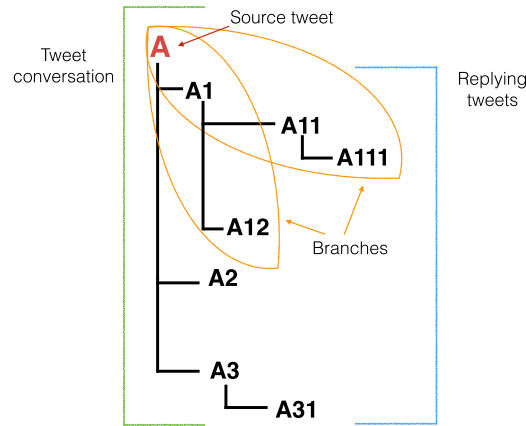 Source tweet
A
Tweet
conversation
A1
Replying
tweets
A11
A111
A12
Branches
A2
A3
A31